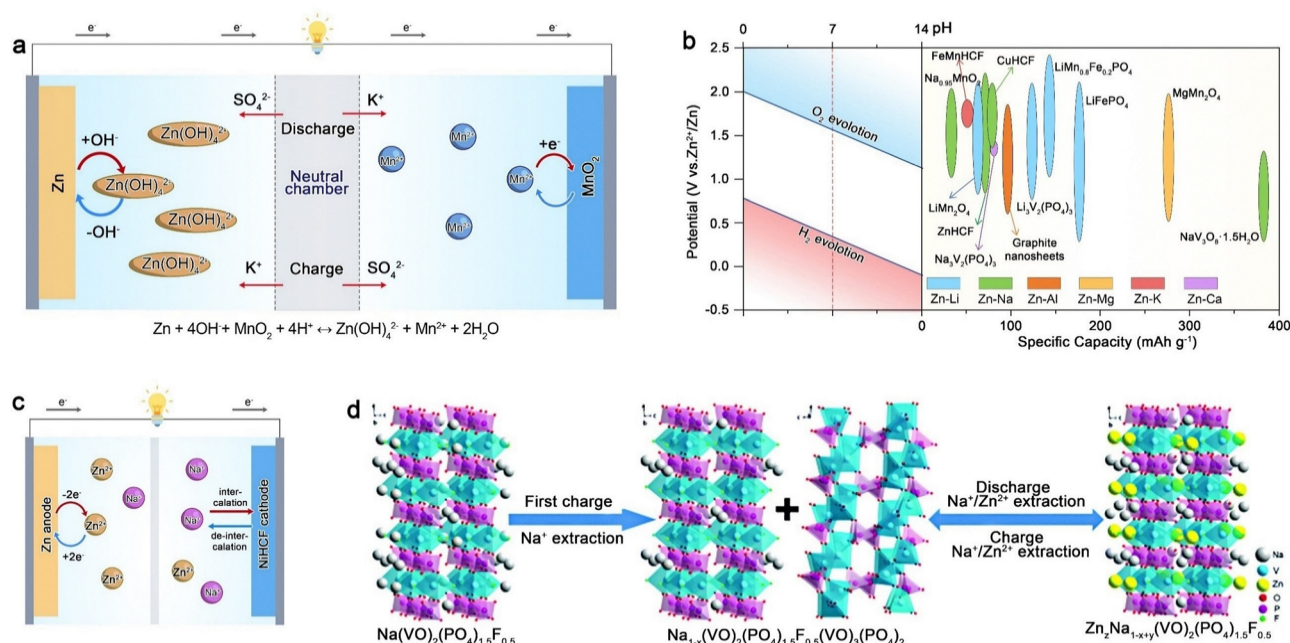 a
e⁻
e⁻
e⁻
e⁻
Zn
+OH⁻
-OH⁻
Zn(OH)₄²⁻
Zn(OH)₄²⁻
Zn(OH)₄²⁻
Zn(OH)₄²⁻
SO₄²⁻
K⁺
Discharge
Neutral
chamber
Charge
K⁺
SO₄²⁻
Mn²⁺
Mn²⁺
Mn²⁺
Mn²⁺
+e⁻
MnO₂
Zn + 4OH⁻+ MnO₂ + 4H⁺ ↔ Zn(OH)₄²⁻ + Mn²⁺ + 2H₂O
b
0 7 14 pH
Potential (V vs.Zn²⁺/Zn)
2.5
2.0
1.5
1.0
0.5
0.0
-0.5
O₂ evolotion
H₂ evolotion
FeMnHCF
CuHCF
Na₀.₉₅MnO₂
LiMn₀.₈Fe₀.₂PO₄
LiFePO₄
MgMn₂O₄
LiMn₂O₄
Li₃V₂(PO₄)₃
ZnHCF
Graphite
nanosheets
Na₃V₂(PO₄)₃
NaV₃O₈·1.5H₂O
Zn-Li Zn-Na Zn-Al Zn-Mg Zn-K Zn-Ca
0 100 200 300 400
Specific Capacity (mAh g⁻¹)
c
e⁻
e⁻
Zn anode
-2e⁻
+2e⁻
Zn²⁺
Zn²⁺
Zn²⁺
Zn²⁺
Na⁺
Na⁺
Na⁺
Na⁺
inter-
calation
de-inter-
calation
NiHCF cathode
d
First charge
Na⁺ extraction
+
Discharge
Na⁺/Zn²⁺ extraction
Charge
Na⁺/Zn²⁺ extraction
Na
V
Zn
O
P
F
Na(VO)₂(PO₄)₁.₅F₀.₅
Na₁₋ₓ(VO)₂(PO₄)₁.₅F₀.₅(VO)₃(PO₄)₂
Zn_zNa_1-x+y(VO)₂(PO₄)₁.₅F₀.₅